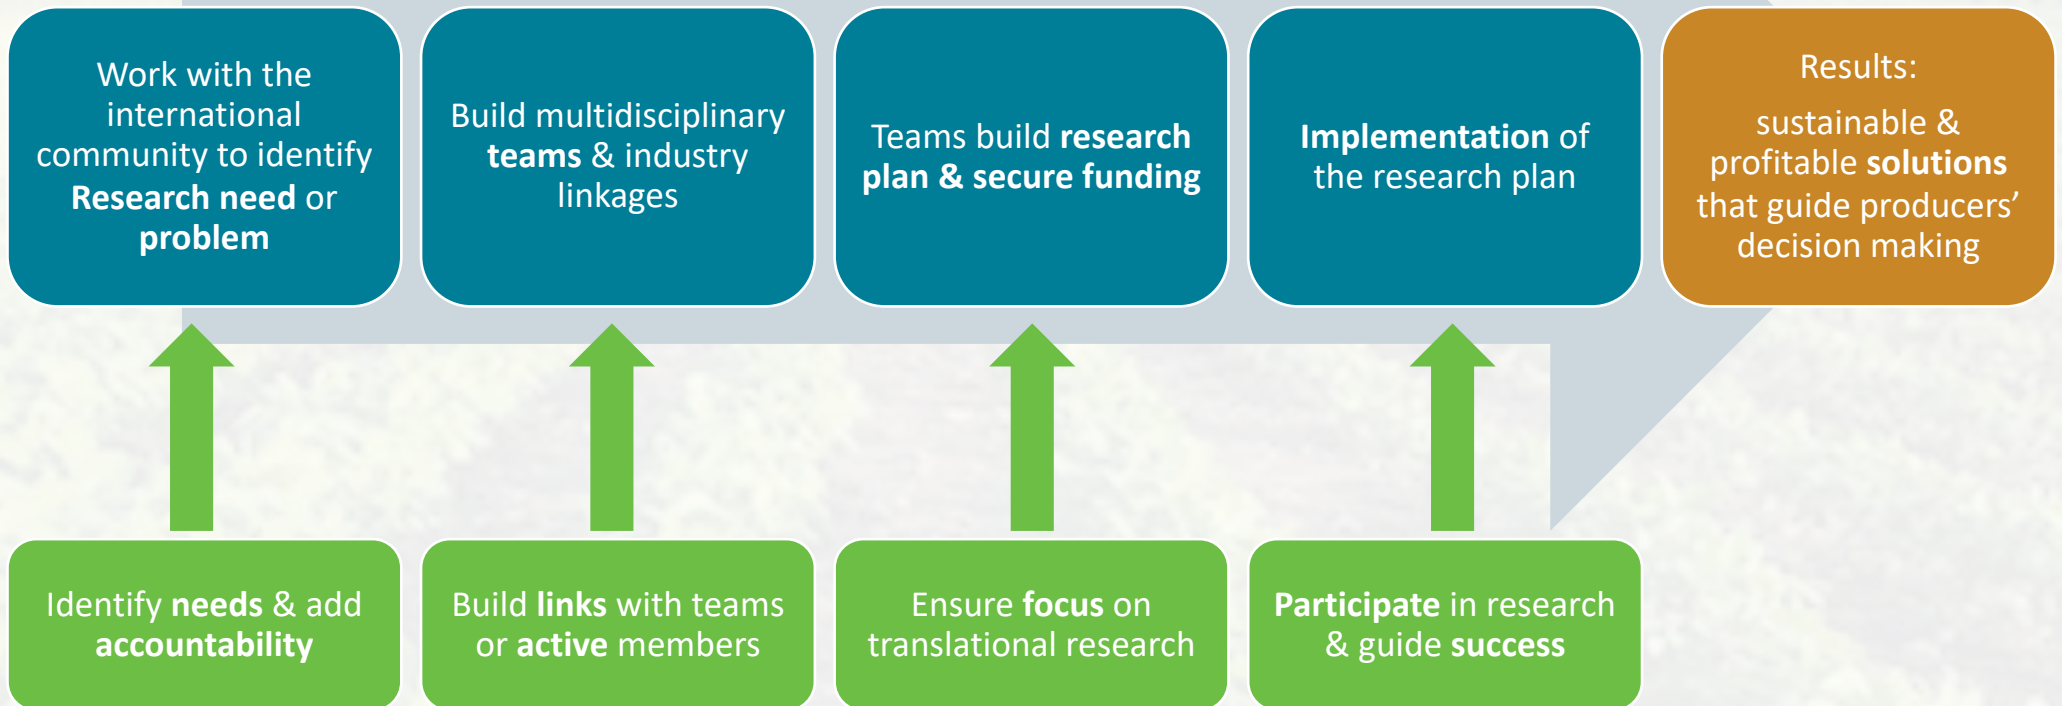 Work with the
international
community to identify
Research need or
problem
Build multidisciplinary
teams & industry
linkages
Teams build research
plan & secure funding
Implementation of
the research plan
Results:
sustainable &
profitable solutions
that guide producers’
decision making
Identify needs & add
accountability
Build links with teams
or active members
Ensure focus on
translational research
Participate in research
& guide success